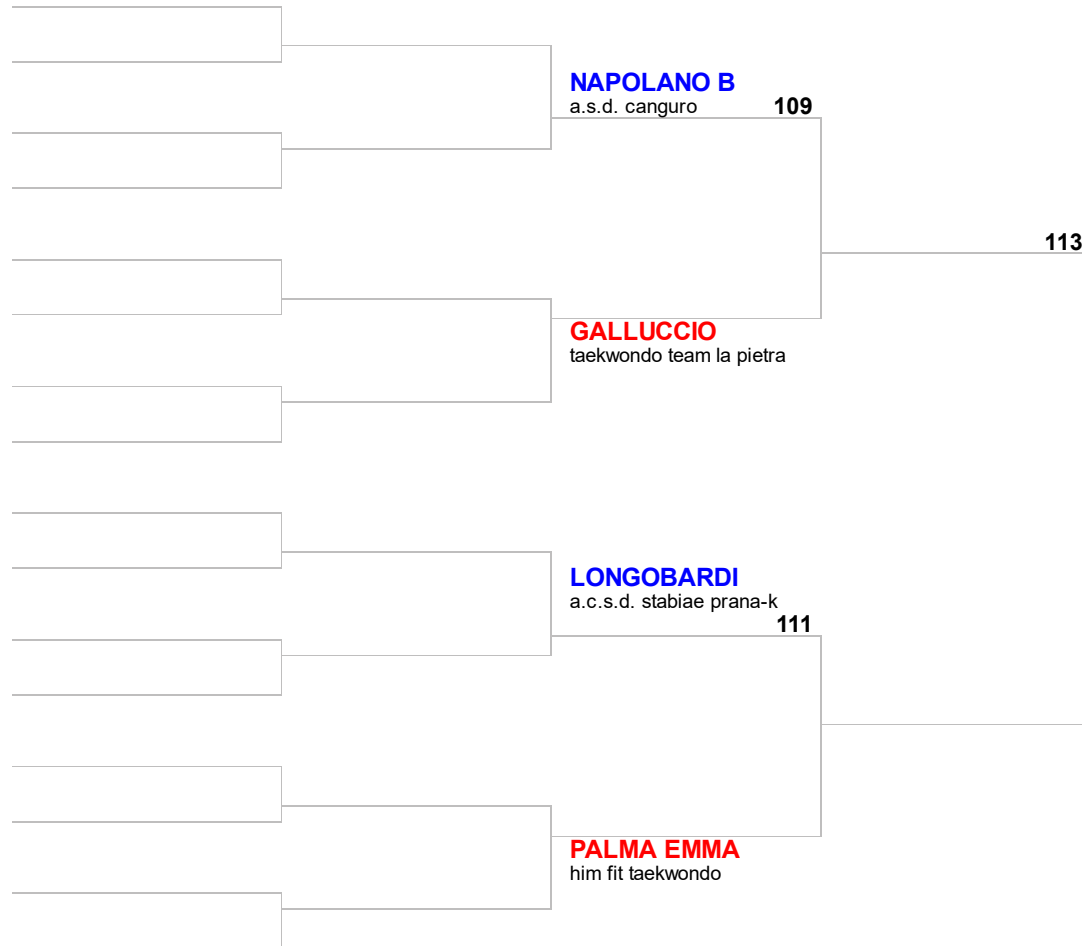 NAPOLANO B
a.s.d. canguro
109
113
GALLUCCIO
taekwondo team la pietra
LONGOBARDI
a.c.s.d. stabiae prana-k
111
PALMA EMMA
him fit taekwondo